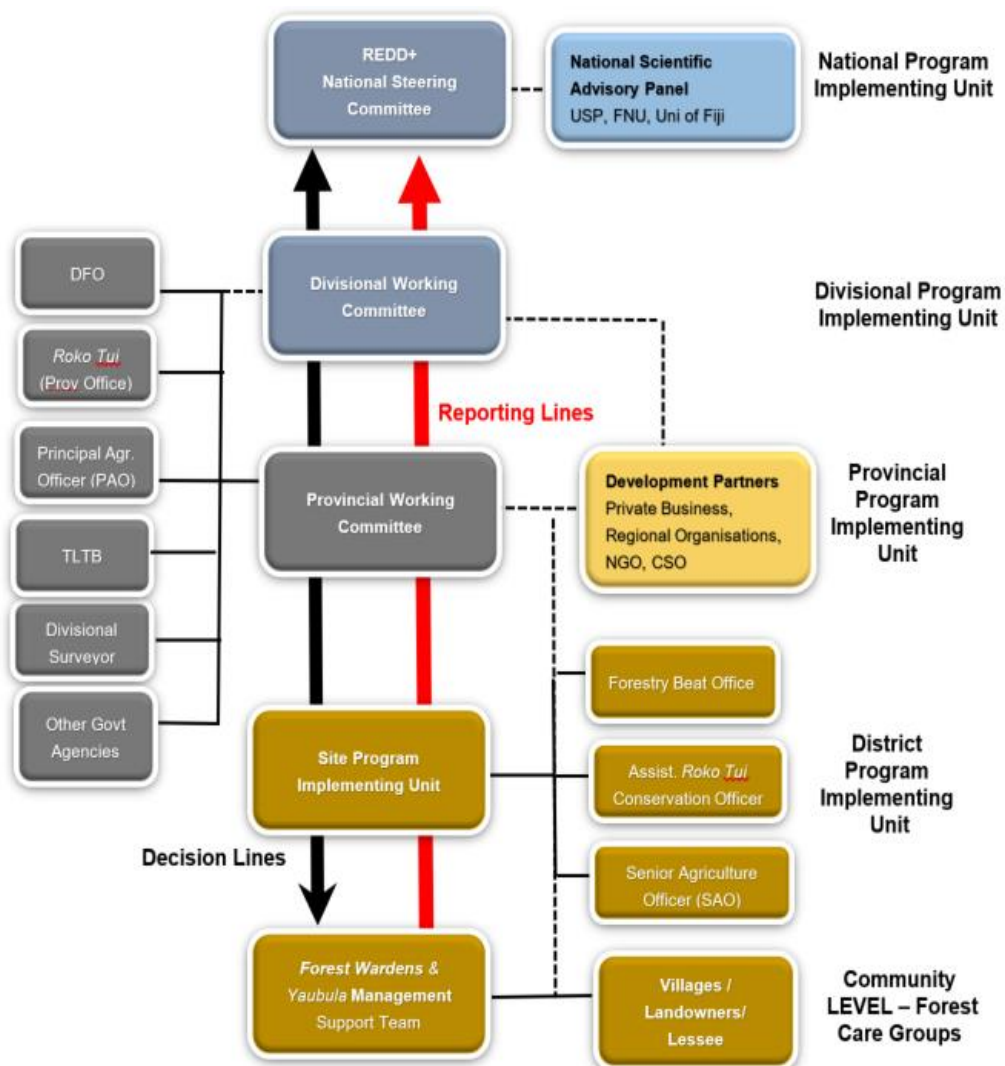 REDD+
National Steering
Committee
National Scientific
Advisory Panel
USP, FNU, Uni of Fiji
National Program
Implementing Unit
DFO
Divisional Working
Committee
Divisional Program
Implementing Unit
Roko Tui
(Prov Office)
Reporting Lines
Principal Agr.
Officer (PAO)
Provincial Working
Committee
Development Partners
Private Business,
Regional Organisations,
NGO, CSO
Provincial
Program
Implementing
Unit
TLTB
Divisional
Surveyor
Other Govt
Agencies
Site Program
Implementing Unit
Forestry Beat Office
Assist. Roko Tui
Conservation Officer
Senior Agriculture
Officer (SAO)
District
Program
Implementing
Unit
Decision Lines
Forest Wardens &
Yaubula Management
Support Team
Villages /
Landowners/
Lessee
Community
LEVEL – Forest
Care Groups